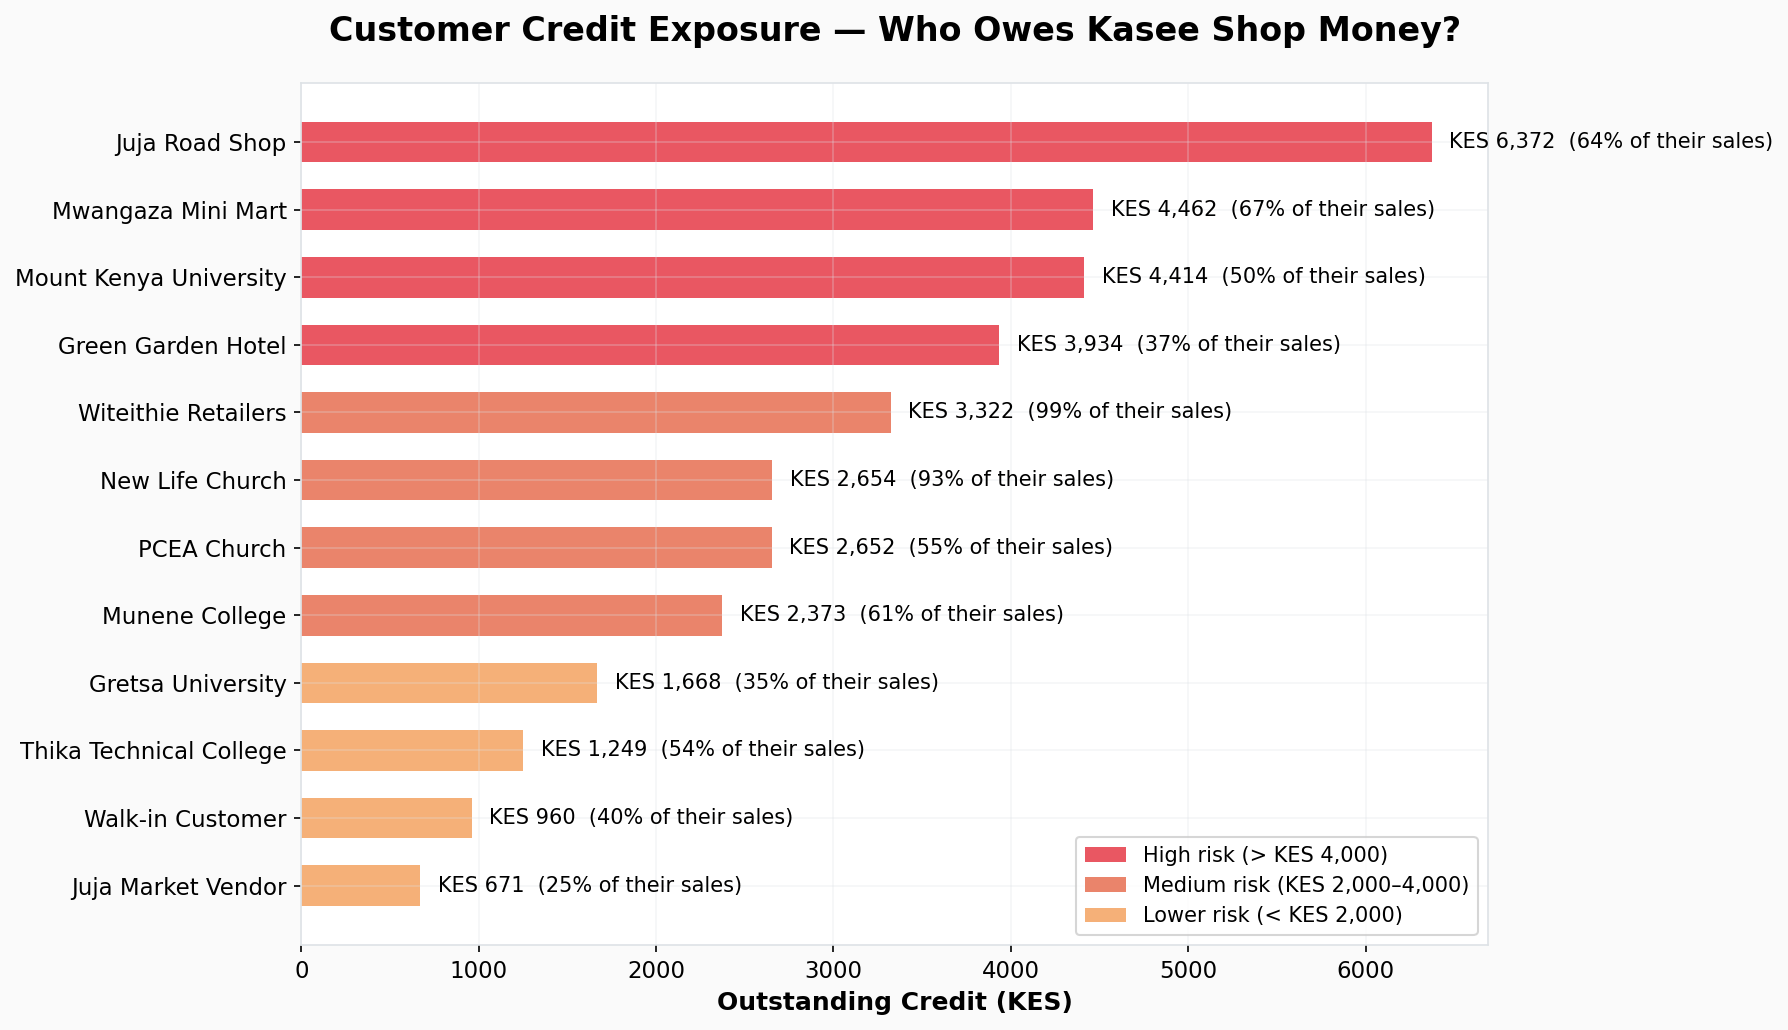 Customer Credit Exposure — Who Owes Kasee Shop Money?
Juja Road Shop KES 6,372 (64% of their sales)
Mwangaza Mini Mart KES 4,462 (67% of their sales)
Mount Kenya University KES 4,414 (50% of their sales)
Green Garden Hotel KES 3,934 (37% of their sales)
Witeithie Retailers KES 3,322 (99% of their sales)
New Life Church KES 2,654 (93% of their sales)
PCEA Church KES 2,652 (55% of their sales)
Munene College KES 2,373 (61% of their sales)
Gretsa University KES 1,668 (35% of their sales)
Thika Technical College KES 1,249 (54% of their sales)
Walk-in Customer KES 960 (40% of their sales)
Juja Market Vendor KES 671 (25% of their sales)
High risk (> KES 4,000)
Medium risk (KES 2,000–4,000)
Lower risk (< KES 2,000)
0 1000 2000 3000 4000 5000 6000
Outstanding Credit (KES)